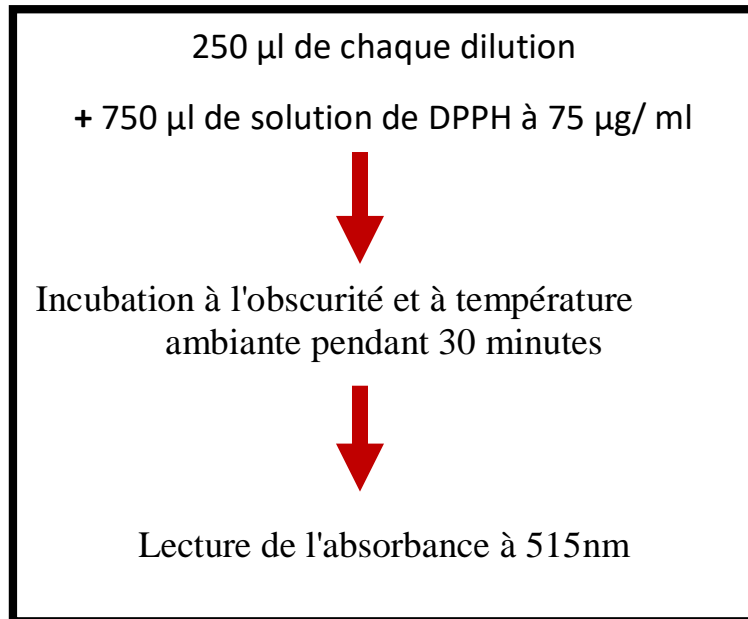 250 µl de chaque dilution
+ 750 µl de solution de DPPH à 75 µg/ ml
Incubation à l'obscurité et à température
ambiante pendant 30 minutes
Lecture de l'absorbance à 515nm